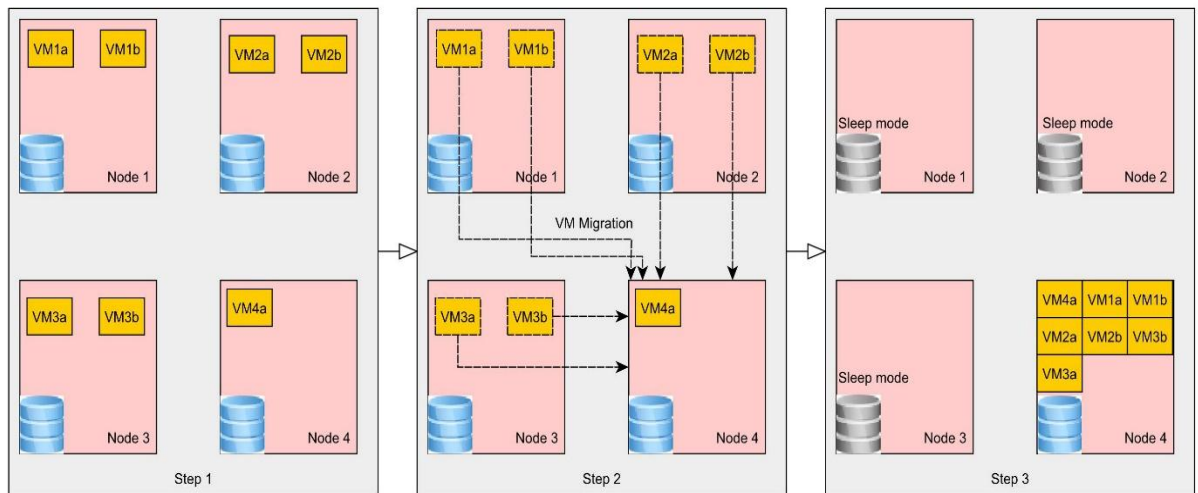 VM1a VM1b
VM2a VM2b
Node 1
Node 2
VM3a VM3b
VM4a
Node 3
Node 4
Step 1
VM1a VM1b
VM2a VM2b
Node 1
Node 2
VM Migration
VM3a VM3b
VM4a
Node 3
Node 4
Step 2
Sleep mode
Node 1
Sleep mode
Node 2
Sleep mode
Node 3
VM4a VM1a VM1b
VM2a VM2b VM3b
VM3a
Node 4
Step 3